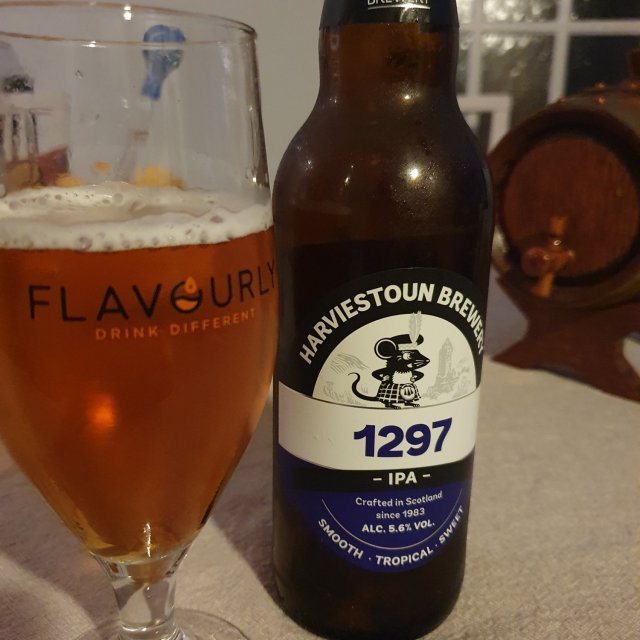 BREWERY
FLAVOURLY
DRINK DIFFERENT
HARVIESTOUN BREWERY
1297
- IPA -
Crafted in Scotland
since 1983
ALC. 5.6% VOL.
SMOOTH · TROPICAL · SWEET